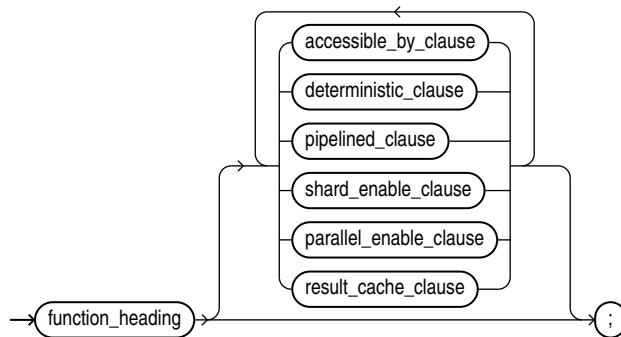 accessible_by_clause
deterministic_clause
pipelined_clause
shard_enable_clause
parallel_enable_clause
result_cache_clause
function_heading ;